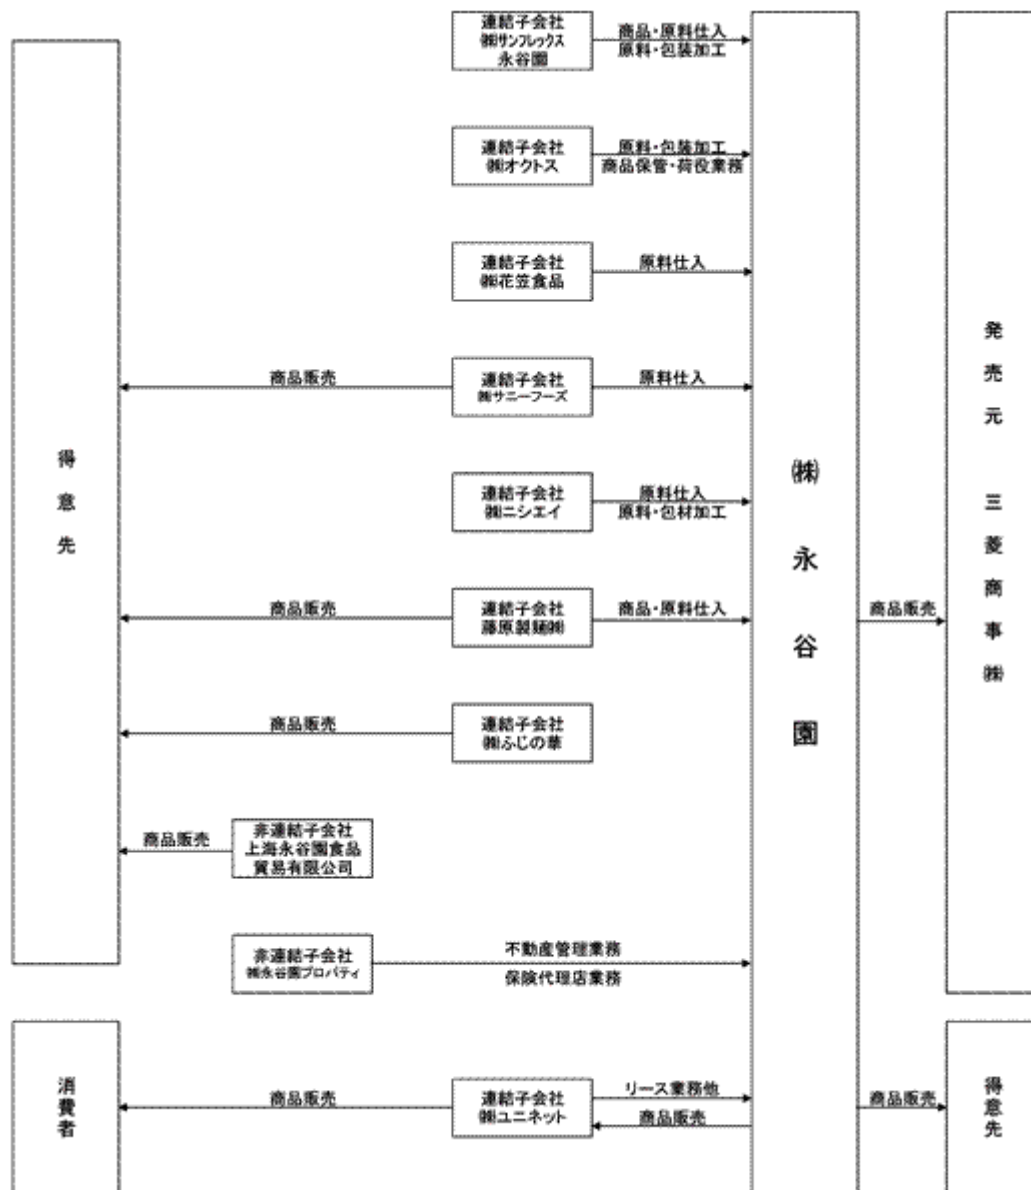 連結子会社
㈱サンフレックス
永谷園
商品・原料仕入
原料・包装加工
連結子会社
㈱オクトス
原料・包装加工
商品保管・荷役業務
連結子会社
㈱花笠食品
原料仕入
商品販売
連結子会社
㈱サニーフーズ
原料仕入
連結子会社
㈱ニシエイ
原料仕入
原料・包材加工
商品販売
連結子会社
藤原製麺㈱
商品・原料仕入
商品販売
連結子会社
㈱ふじの華
商品販売
非連結子会社
上海永谷園食品
貿易有限公司
非連結子会社
㈱永谷園プロパティ
不動産管理業務
保険代理店業務
商品販売
連結子会社
㈱ユニネット
リース業務他
商品販売
得意先
消費者
㈱永谷園
商品販売
商品販売
発売元 三菱商事㈱
得意先